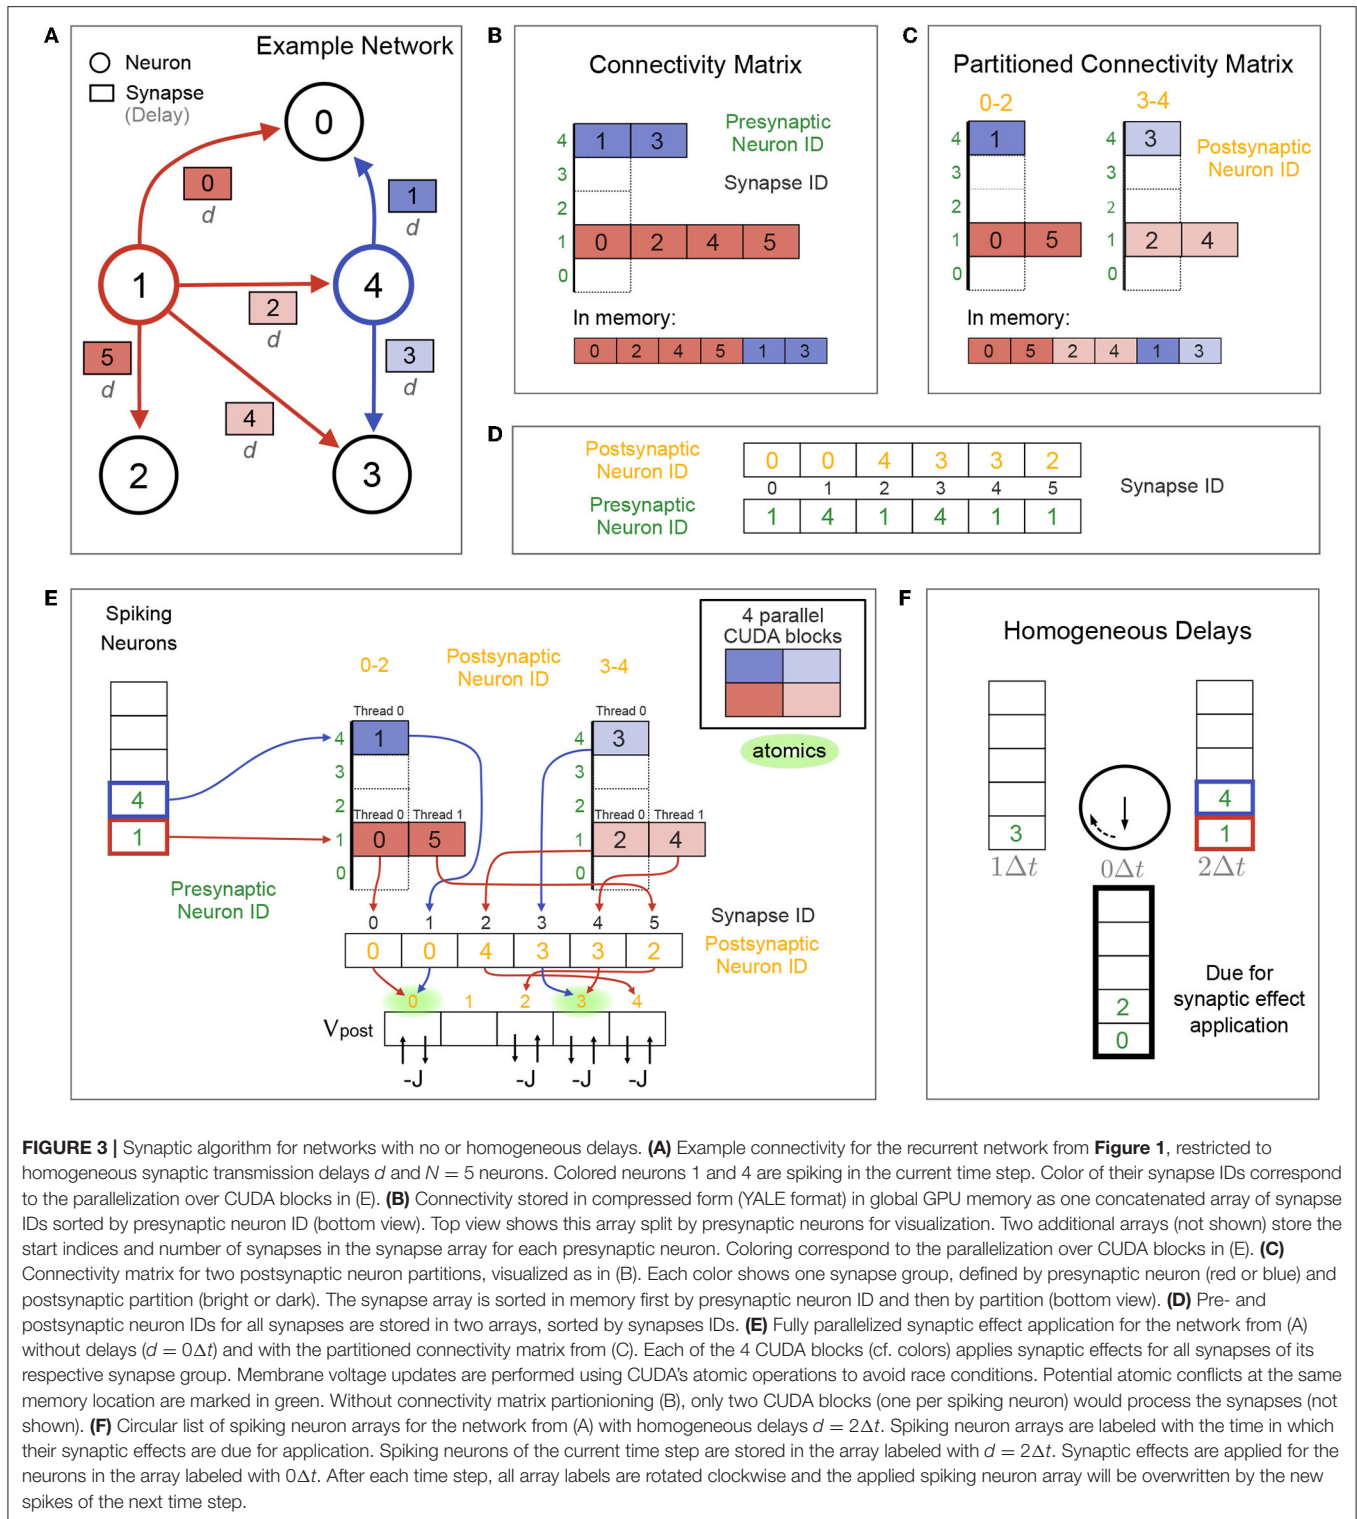 A
Example Network
Neuron
Synapse
(Delay)
0
0
d
1
d
1
4
2
d
5
d
3
d
4
d
2
3
B
Connectivity Matrix
Presynaptic
Neuron ID
Synapse ID
4 1 3
3
2
1 0 2 4 5
0
In memory:
0 2 4 5 1 3
C
Partitioned Connectivity Matrix
0-2 3-4
Postsynaptic
Neuron ID
4 1 4 3
3 3
2 2
1 0 5 1 2 4
0 0
In memory:
0 5 2 4 1 3
D
Postsynaptic
Neuron ID
0 0 4 3 3 2
0 1 2 3 4 5 Synapse ID
Presynaptic
Neuron ID
1 4 1 4 1 1
E
Spiking
Neurons
4
1
Presynaptic
Neuron ID
0-2 Postsynaptic
Neuron ID 3-4
4 parallel
CUDA blocks
atomics
Thread 0 Thread 0
4 1 4 3
3 3
2 2
Thread 0 Thread 1 Thread 0 Thread 1
1 0 5 1 2 4
0 0
0 1 2 3 4 5 Synapse ID
0 0 4 3 3 2 Postsynaptic
Neuron ID
0 1 2 3 4
Vpost
-J -J -J -J
F
Homogeneous Delays
3
1Δt
0Δt
4
1
2Δt
2
0
Due for
synaptic effect
application
FIGURE 3 | Synaptic algorithm for networks with no or homogeneous delays. (A) Example connectivity for the recurrent network from Figure 1, restricted to
homogeneous synaptic transmission delays d and N = 5 neurons. Colored neurons 1 and 4 are spiking in the current time step. Color of their synapse IDs correspond
to the parallelization over CUDA blocks in (E). (B) Connectivity stored in compressed form (YALE format) in global GPU memory as one concatenated array of synapse
IDs sorted by presynaptic neuron ID (bottom view). Top view shows this array split by presynaptic neurons for visualization. Two additional arrays (not shown) store the
start indices and number of synapses in the synapse array for each presynaptic neuron. Coloring correspond to the parallelization over CUDA blocks in (E). (C)
Connectivity matrix for two postsynaptic neuron partitions, visualized as in (B). Each color shows one synapse group, defined by presynaptic neuron (red or blue) and
postsynaptic partition (bright or dark). The synapse array is sorted in memory first by presynaptic neuron ID and then by partition (bottom view). (D) Pre- and
postsynaptic neuron IDs for all synapses are stored in two arrays, sorted by synapses IDs. (E) Fully parallelized synaptic effect application for the network from (A)
without delays (d = 0Δt) and with the partitioned connectivity matrix from (C). Each of the 4 CUDA blocks (cf. colors) applies synaptic effects for all synapses of its
respective synapse group. Membrane voltage updates are performed using CUDA's atomic operations to avoid race conditions. Potential atomic conflicts at the same
memory location are marked in green. Without connectivity matrix partionioning (B), only two CUDA blocks (one per spiking neuron) would process the synapses (not
shown). (F) Circular list of spiking neuron arrays for the network from (A) with homogeneous delays d = 2Δt. Spiking neuron arrays are labeled with the time in which
their synaptic effects are due for application. Spiking neurons of the current time step are stored in the array labeled with d = 2Δt. Synaptic effects are applied for the
neurons in the array labeled with 0Δt. After each time step, all array labels are rotated clockwise and the applied spiking neuron array will be overwritten by the new
spikes of the next time step.